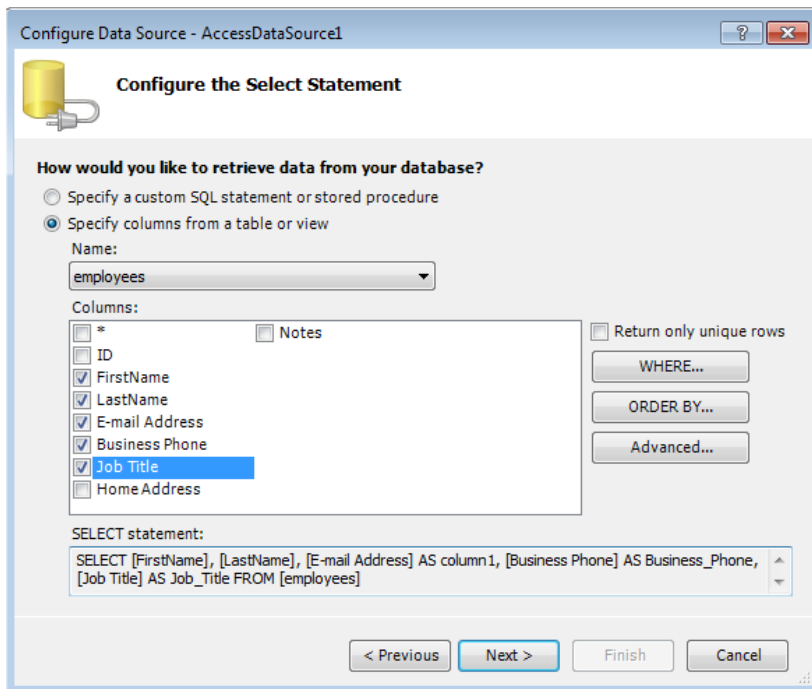 Configure Data Source - AccessDataSource1
?
Configure the Select Statement
How would you like to retrieve data from your database?
Specify a custom SQL statement or stored procedure
Specify columns from a table or view
Name:
employees
Columns:
*
ID
FirstName
LastName
E-mail Address
Business Phone
Job Title
Home Address
Notes
Return only unique rows
WHERE...
ORDER BY...
Advanced...
SELECT statement:
SELECT [FirstName], [LastName], [E-mail Address] AS column1, [Business Phone] AS Business_Phone,
[Job Title] AS Job_Title FROM [employees]
< Previous
Next >
Finish
Cancel